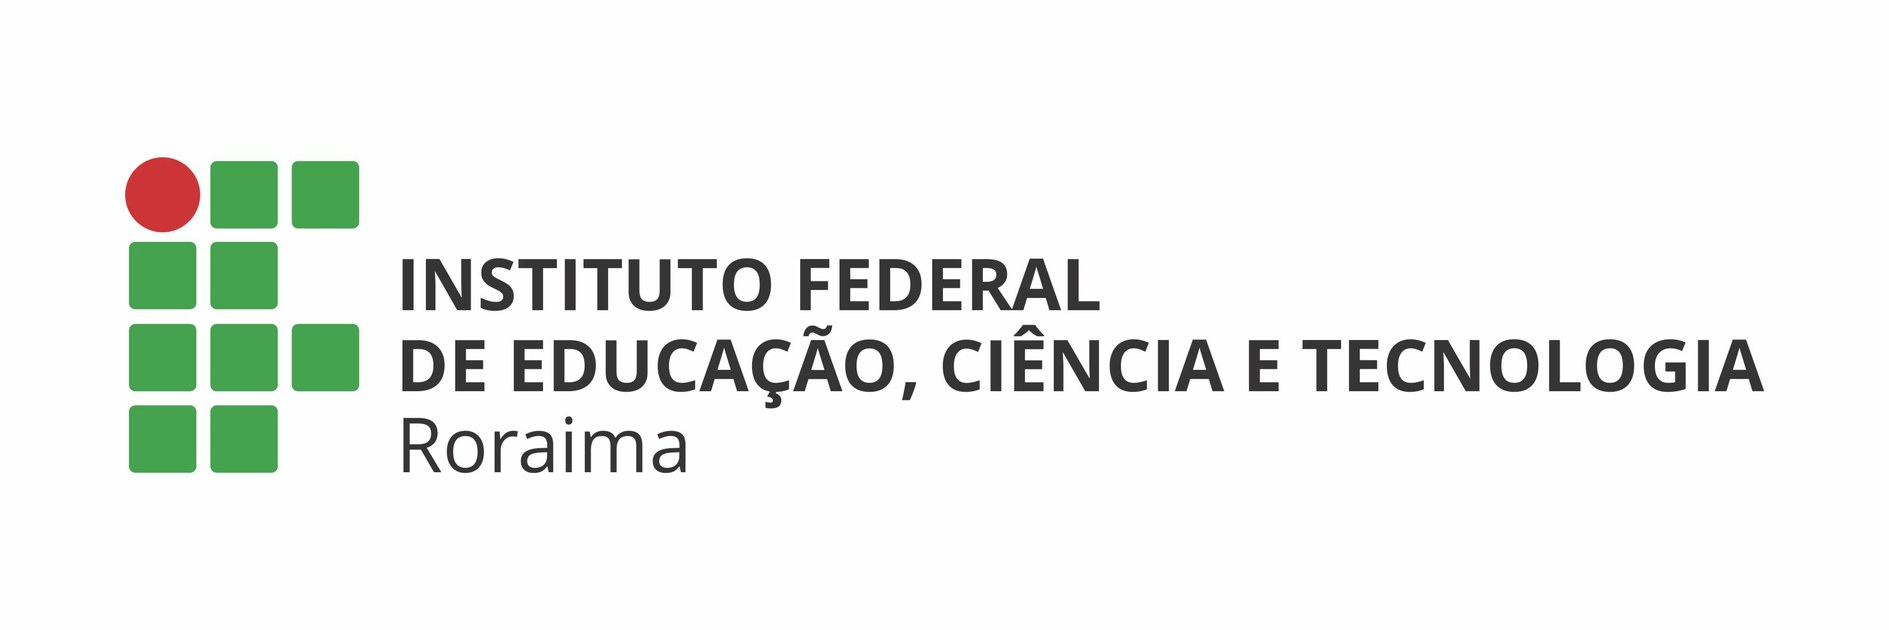 INSTITUTO FEDERAL
DE EDUCAÇÃO, CIÊNCIA E TECNOLOGIA
Roraima